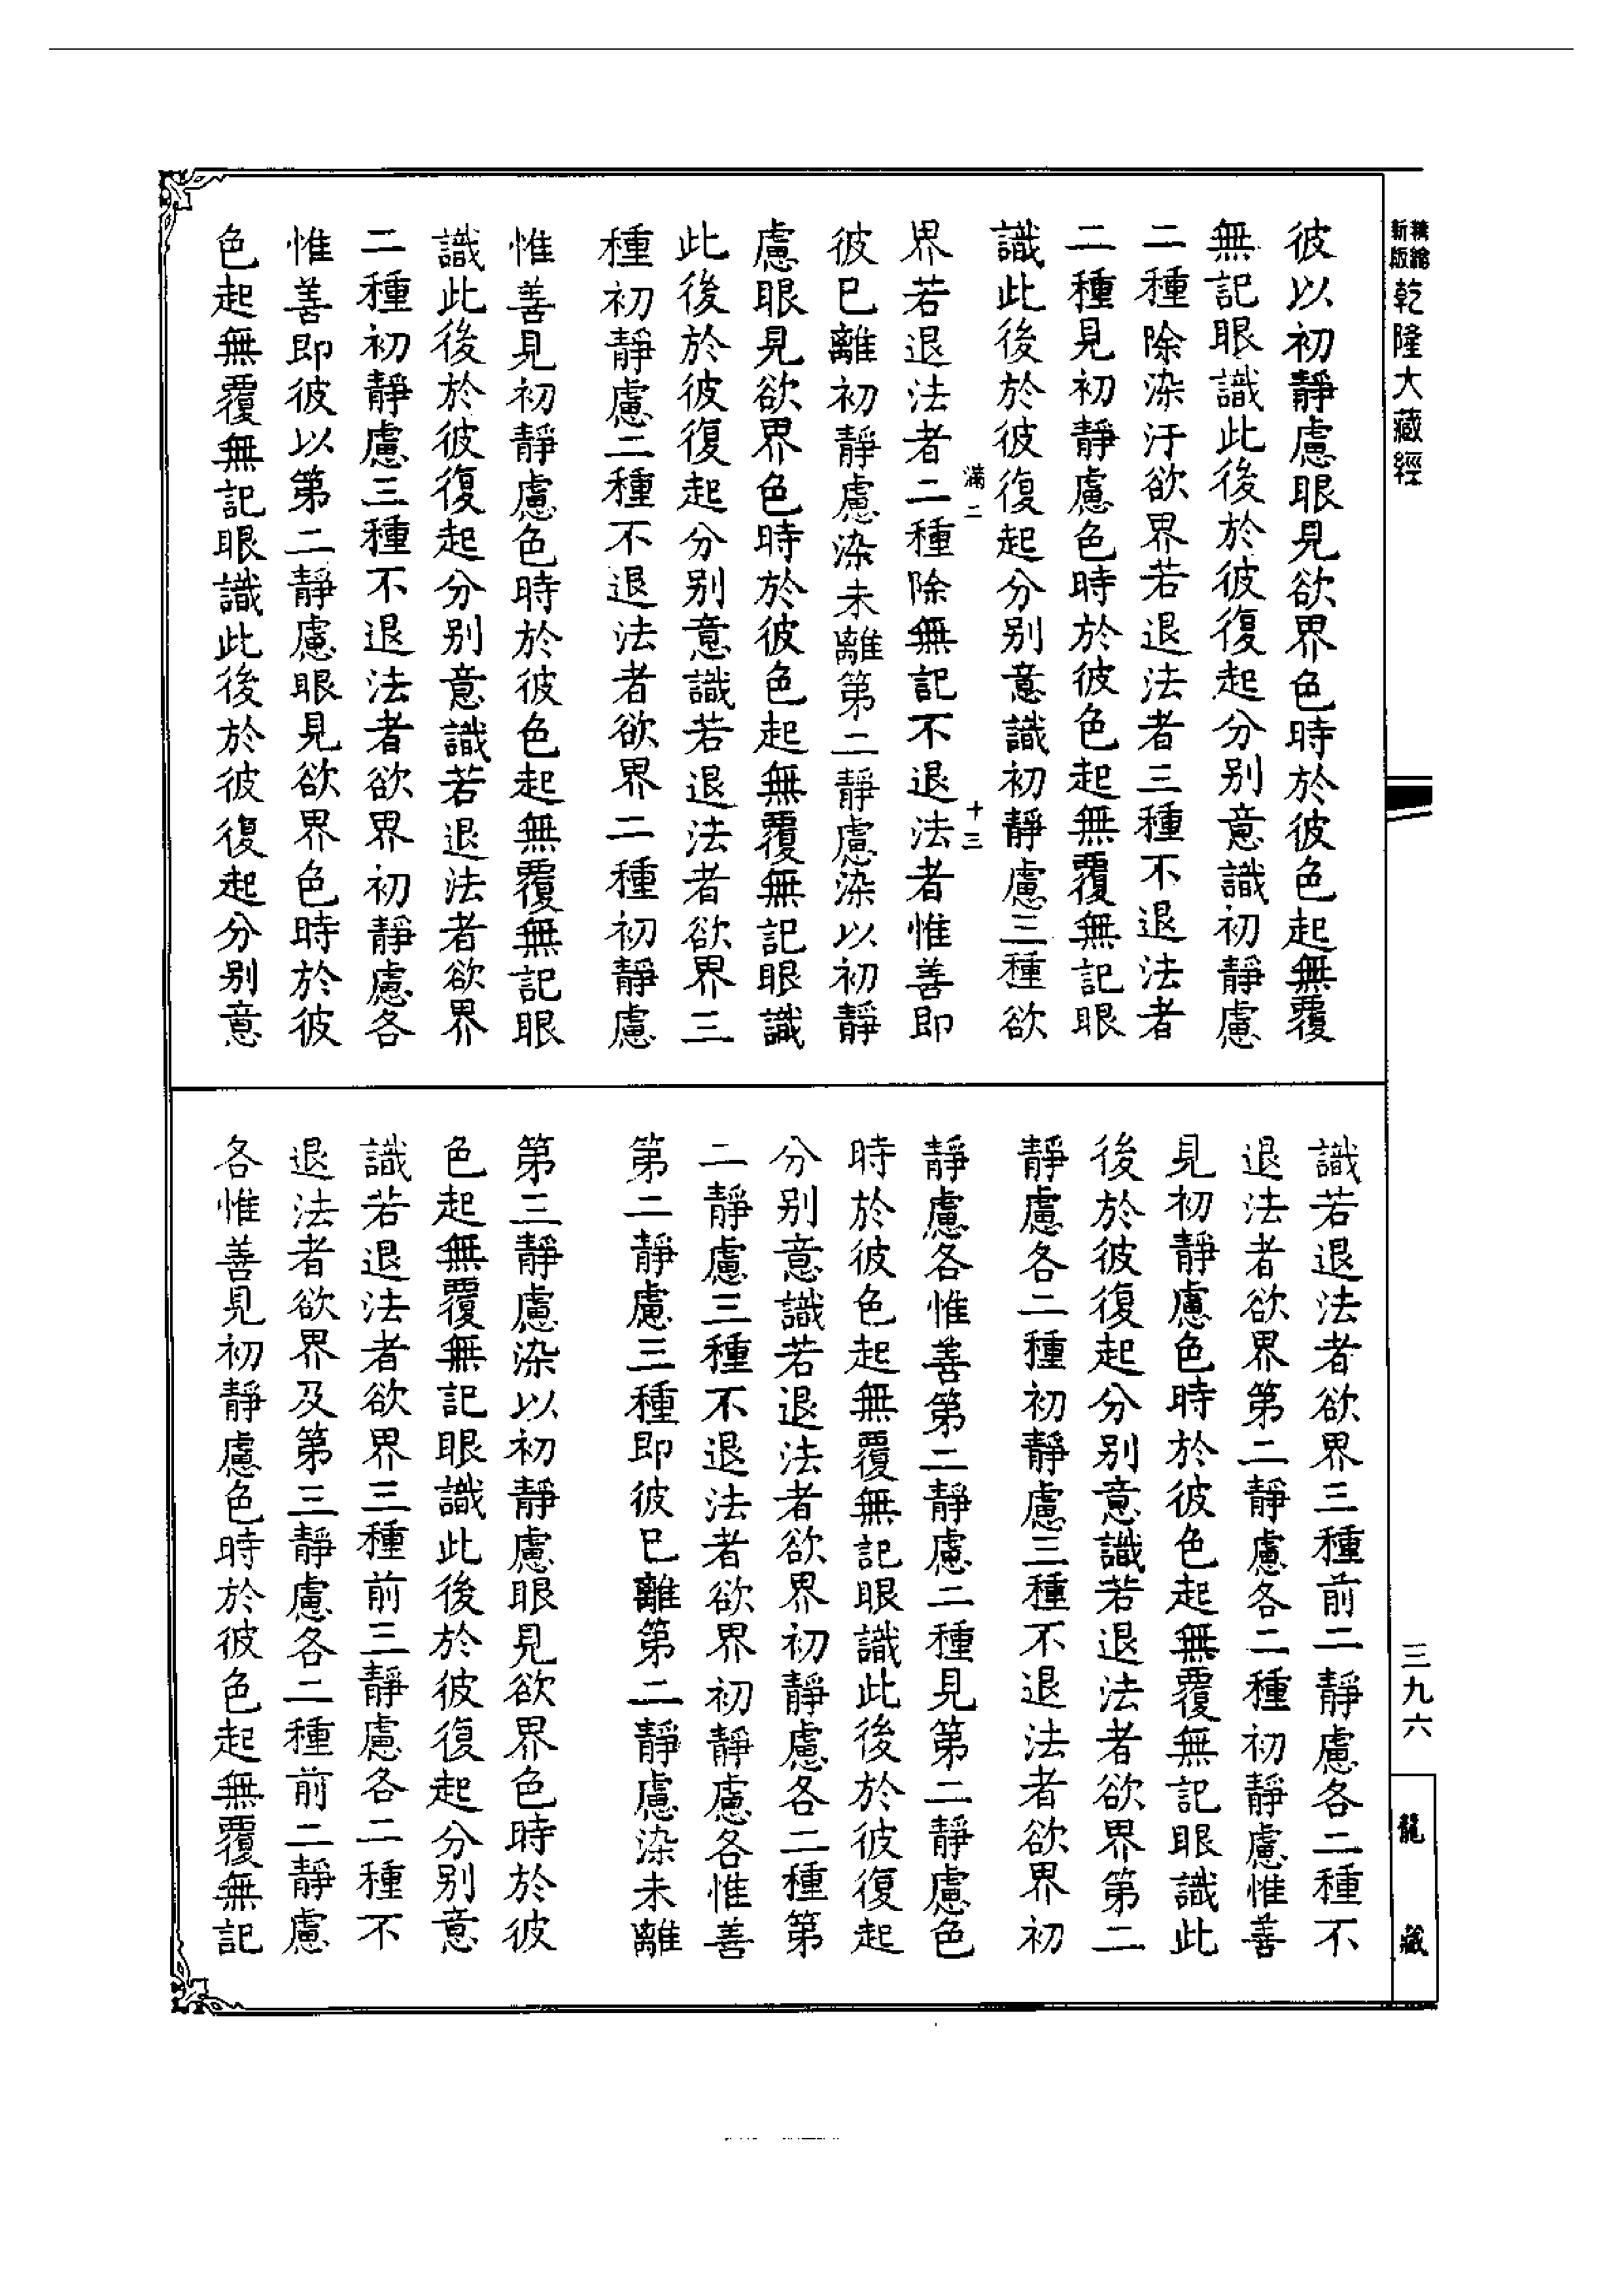 精繪新版乾隆大藏經
彼以初靜慮眼見欲界色時於彼色起無覆
無記眼識此後於彼復起分別意識初靜慮
二種除染汙欲界若退法者三種不退法者
二種見初靜慮色時於彼色起無覆無記眼
識此後於彼復起分別意識初靜慮三種欲
滿二 十三
界若退法者二種除無記不退法者惟善即
彼已離初靜慮染未離第二靜慮染以初靜
慮眼見欲界色時於彼色起無覆無記眼識
此後於彼復起分別意識若退法者欲界三
種初靜慮二種不退法者欲界二種初靜慮
惟善見初靜慮色時於彼色起無覆無記眼
識此後於彼復起分別意識若退法者欲界
二種初靜慮三種不退法者欲界初靜慮各
惟善即彼以第二靜慮眼見欲界色時於彼
色起無覆無記眼識此後於彼復起分別意
識若退法者欲界三種前二靜慮各二種不
退法者欲界第二靜慮各二種初靜慮惟善
見初靜慮色時於彼色起無覆無記眼識此
後於彼復起分別意識若退法者欲界第二
靜慮各二種初靜慮三種不退法者欲界初
靜慮各惟善第二靜慮二種見第二靜慮色
時於彼色起無覆無記眼識此後於彼復起
分別意識若退法者欲界初靜慮各二種第
二靜慮三種不退法者欲界初靜慮各惟善
第二靜慮三種即彼已離第二靜慮染未離
第三靜慮染以初靜慮眼見欲界色時於彼
色起無覆無記眼識此後於彼復起分別意
識若退法者欲界三種前三靜慮各二種不
退法者欲界及第三靜慮各二種前二靜慮
各惟善見初靜慮色時於彼色起無覆無記
三九六
龍藏